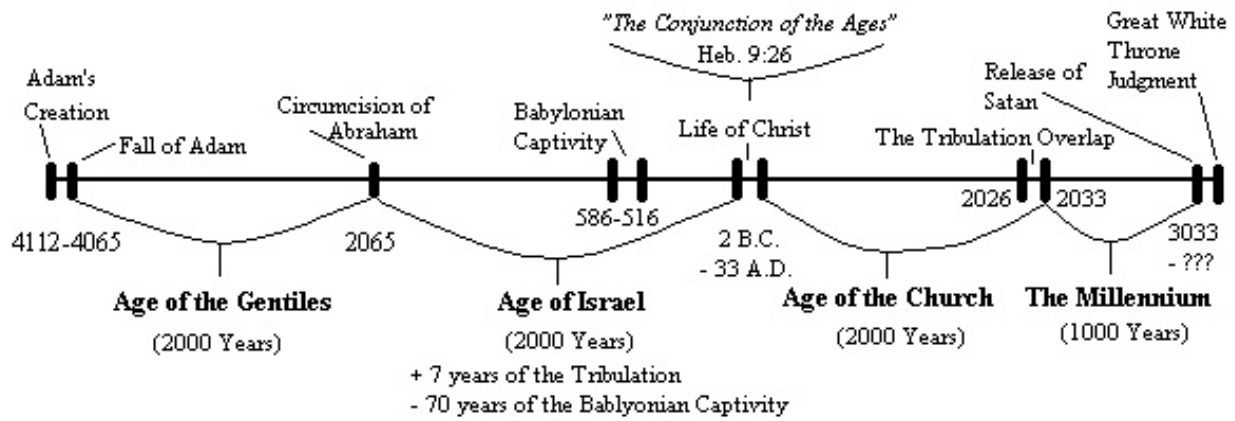 "The Conjunction of the Ages"
Heb. 9:26
Great White
Throne
Judgment
Adam's
Creation
Fall of Adam
Circumcision of
Abraham
Babylonian
Captivity
Life of Christ
Release of
Satan
The Tribulation Overlap
4112-4065
2065
586-516
2 B.C.
- 33 A.D.
2026
2033
3033
- ???
Age of the Gentiles
(2000 Years)
Age of Israel
(2000 Years)
+ 7 years of the Tribulation
- 70 years of the Bablyonian Captivity
Age of the Church
(2000 Years)
The Millennium
(1000 Years)